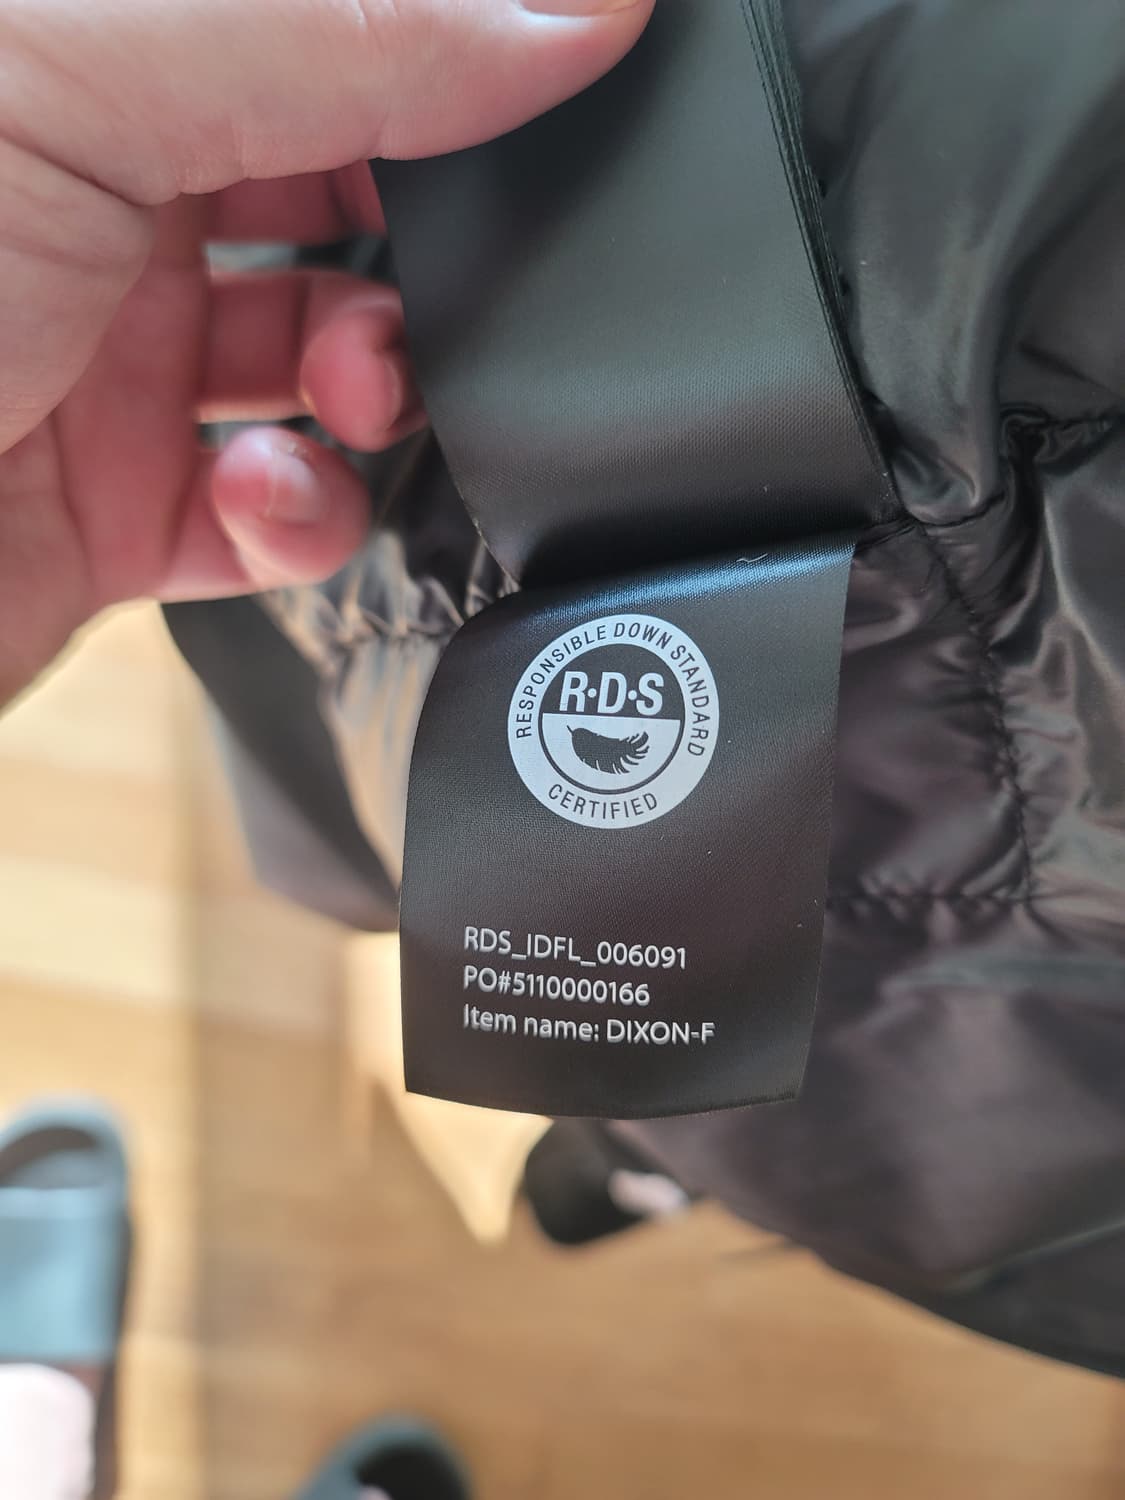 RESPONSIBLE DOWN STANDARD
R·D·S
CERTIFIED
RDS_IDFL_006091
PO#5110000166
Item name: DIXON-F